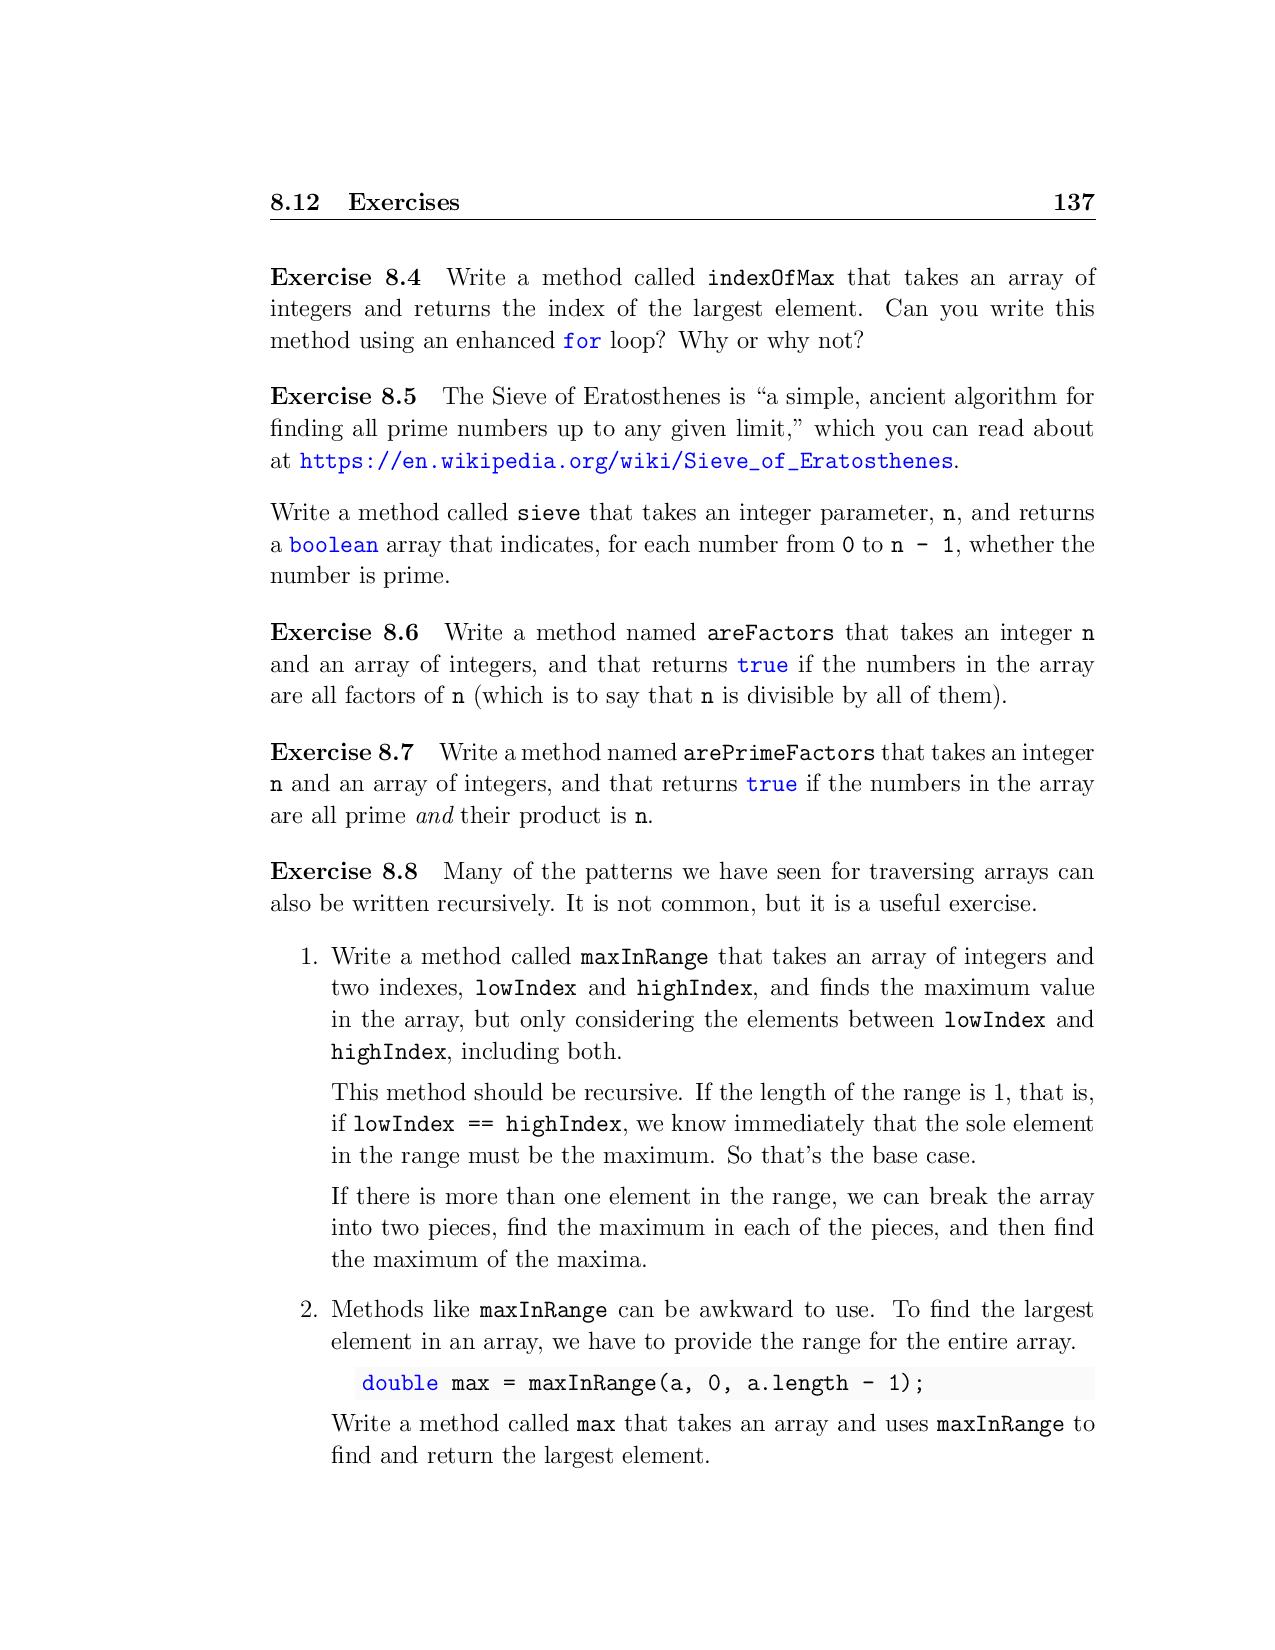 8.12 Exercises 137
Exercise 8.4 Write a method called indexOfMax that takes an array of
integers and returns the index of the largest element. Can you write this
method using an enhanced for loop? Why or why not?
Exercise 8.5 The Sieve of Eratosthenes is “a simple, ancient algorithm for
finding all prime numbers up to any given limit,” which you can read about
at https://en.wikipedia.org/wiki/Sieve_of_Eratosthenes.
Write a method called sieve that takes an integer parameter, n, and returns
a boolean array that indicates, for each number from 0 to n - 1, whether the
number is prime.
Exercise 8.6 Write a method named areFactors that takes an integer n
and an array of integers, and that returns true if the numbers in the array
are all factors of n (which is to say that n is divisible by all of them).
Exercise 8.7 Write a method named arePrimeFactors that takes an integer
n and an array of integers, and that returns true if the numbers in the array
are all prime and their product is n.
Exercise 8.8 Many of the patterns we have seen for traversing arrays can
also be written recursively. It is not common, but it is a useful exercise.
1. Write a method called maxInRange that takes an array of integers and
two indexes, lowIndex and highIndex, and finds the maximum value
in the array, but only considering the elements between lowIndex and
highIndex, including both.
This method should be recursive. If the length of the range is 1, that is,
if lowIndex == highIndex, we know immediately that the sole element
in the range must be the maximum. So that’s the base case.
If there is more than one element in the range, we can break the array
into two pieces, find the maximum in each of the pieces, and then find
the maximum of the maxima.
2. Methods like maxInRange can be awkward to use. To find the largest
element in an array, we have to provide the range for the entire array.
double max = maxInRange(a, 0, a.length - 1);
Write a method called max that takes an array and uses maxInRange to
find and return the largest element.